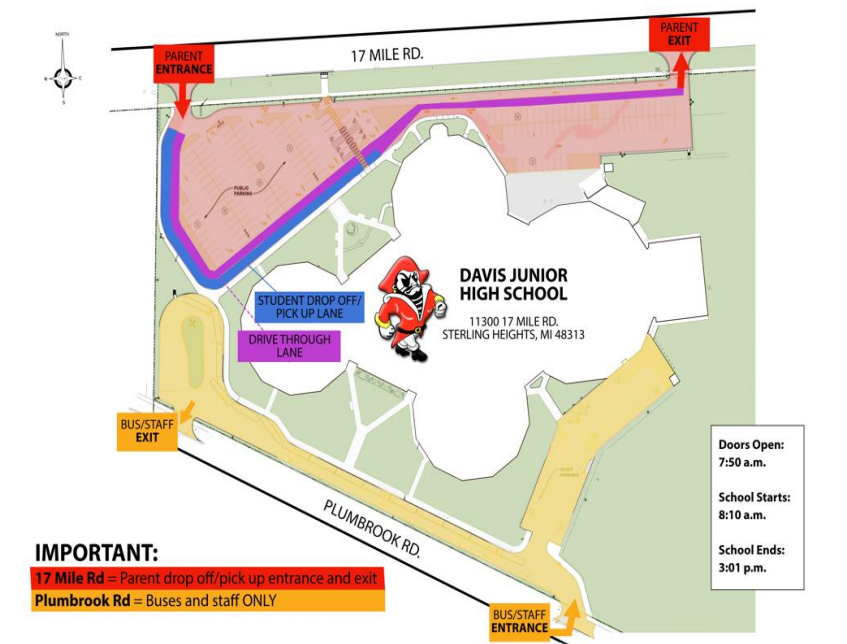 NORTH
W
E
S
PARENT
ENTRANCE
17 MILE RD.
PARENT
EXIT
PUBLIC
PARKING
STUDENT DROP OFF/
PICK UP LANE
DRIVE THROUGH
LANE
DAVIS JUNIOR
HIGH SCHOOL
11300 17 MILE RD.
STERLING HEIGHTS, MI 48313
BUS/STAFF
EXIT
STAFF
PARKING
PLUMBROOK RD.
Doors Open:
7:50 a.m.
School Starts:
8:10 a.m.
School Ends:
3:01 p.m.
IMPORTANT:
17 Mile Rd = Parent drop off/pick up entrance and exit
Plumbrook Rd = Buses and staff ONLY
BUS/STAFF
ENTRANCE